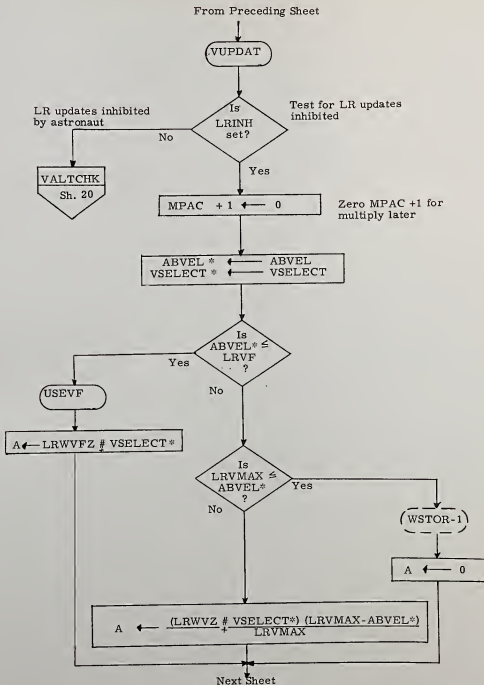 From Preceding Sheet
VUPDAT
Is
LRINH
set?
LR updates inhibited
by astronaut
No
Test for LR updates
inhibited
Yes
VALTCHK
Sh. 20
MPAC + 1 ← 0
Zero MPAC +1 for
multiply later
ABVEL * ← ABVEL
VSELECT * ← VSELECT
Is
ABVEL* ≤
LRVF
?
Yes
No
USEVF
A ← LRWVFZ # VSELECT*
Is
LRVMAX ≤
ABVEL*
?
Yes
No
WSTOR-1
A ← 0
A ← (LRWVZ # VSELECT*) (LRVMAX-ABVEL*)
+ LRVMAX
Next Sheet